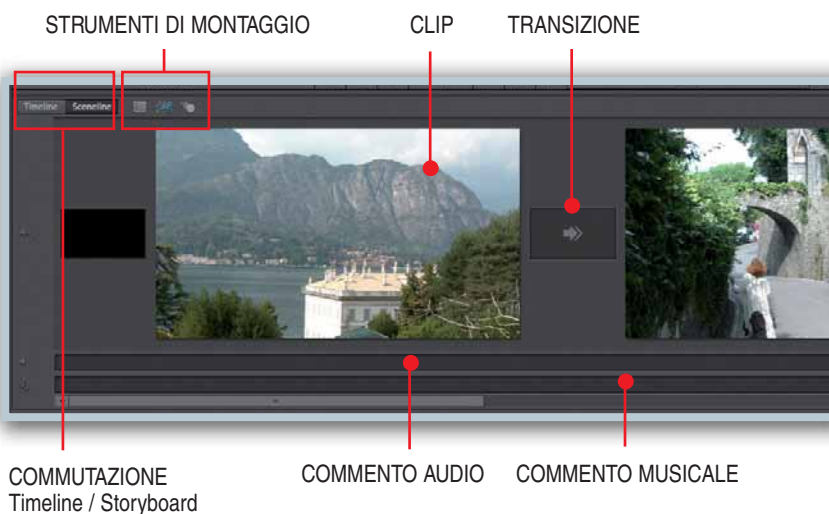 STRUMENTI DI MONTAGGIO CLIP TRANSIZIONE
Timeline Sceneline
COMMUTAZIONE COMMENTO AUDIO COMMENTO MUSICALE
Timeline / Storyboard